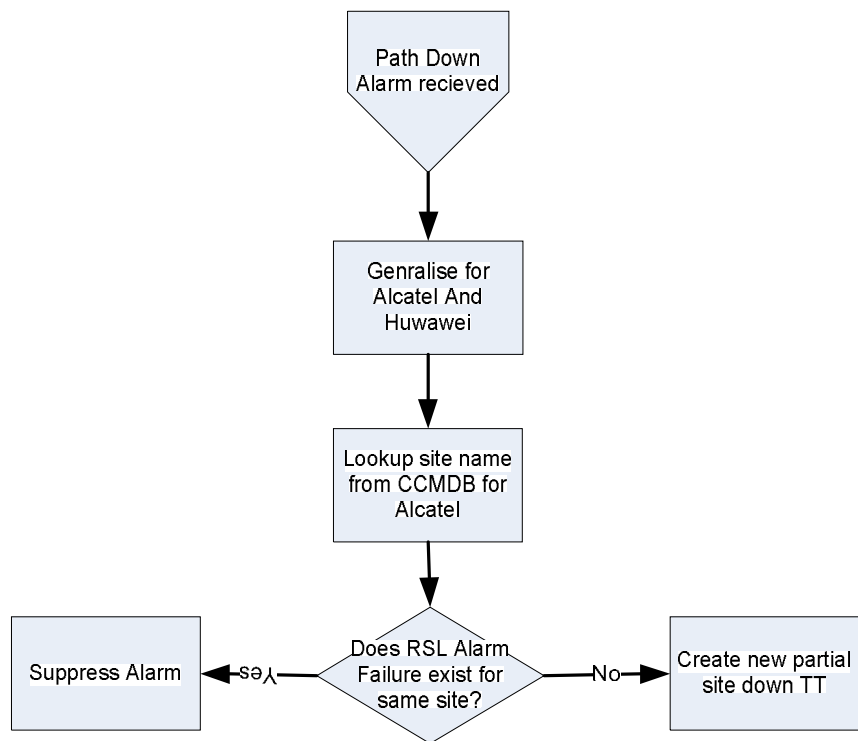 Path Down
Alarm recieved
Genralise for
Alcatel And
Huwawei
Lookup site name
from CCMDB for
Alcatel
Does RSL Alarm
Failure exist for
same site?
Suppress Alarm
Yes
No
Create new partial
site down TT